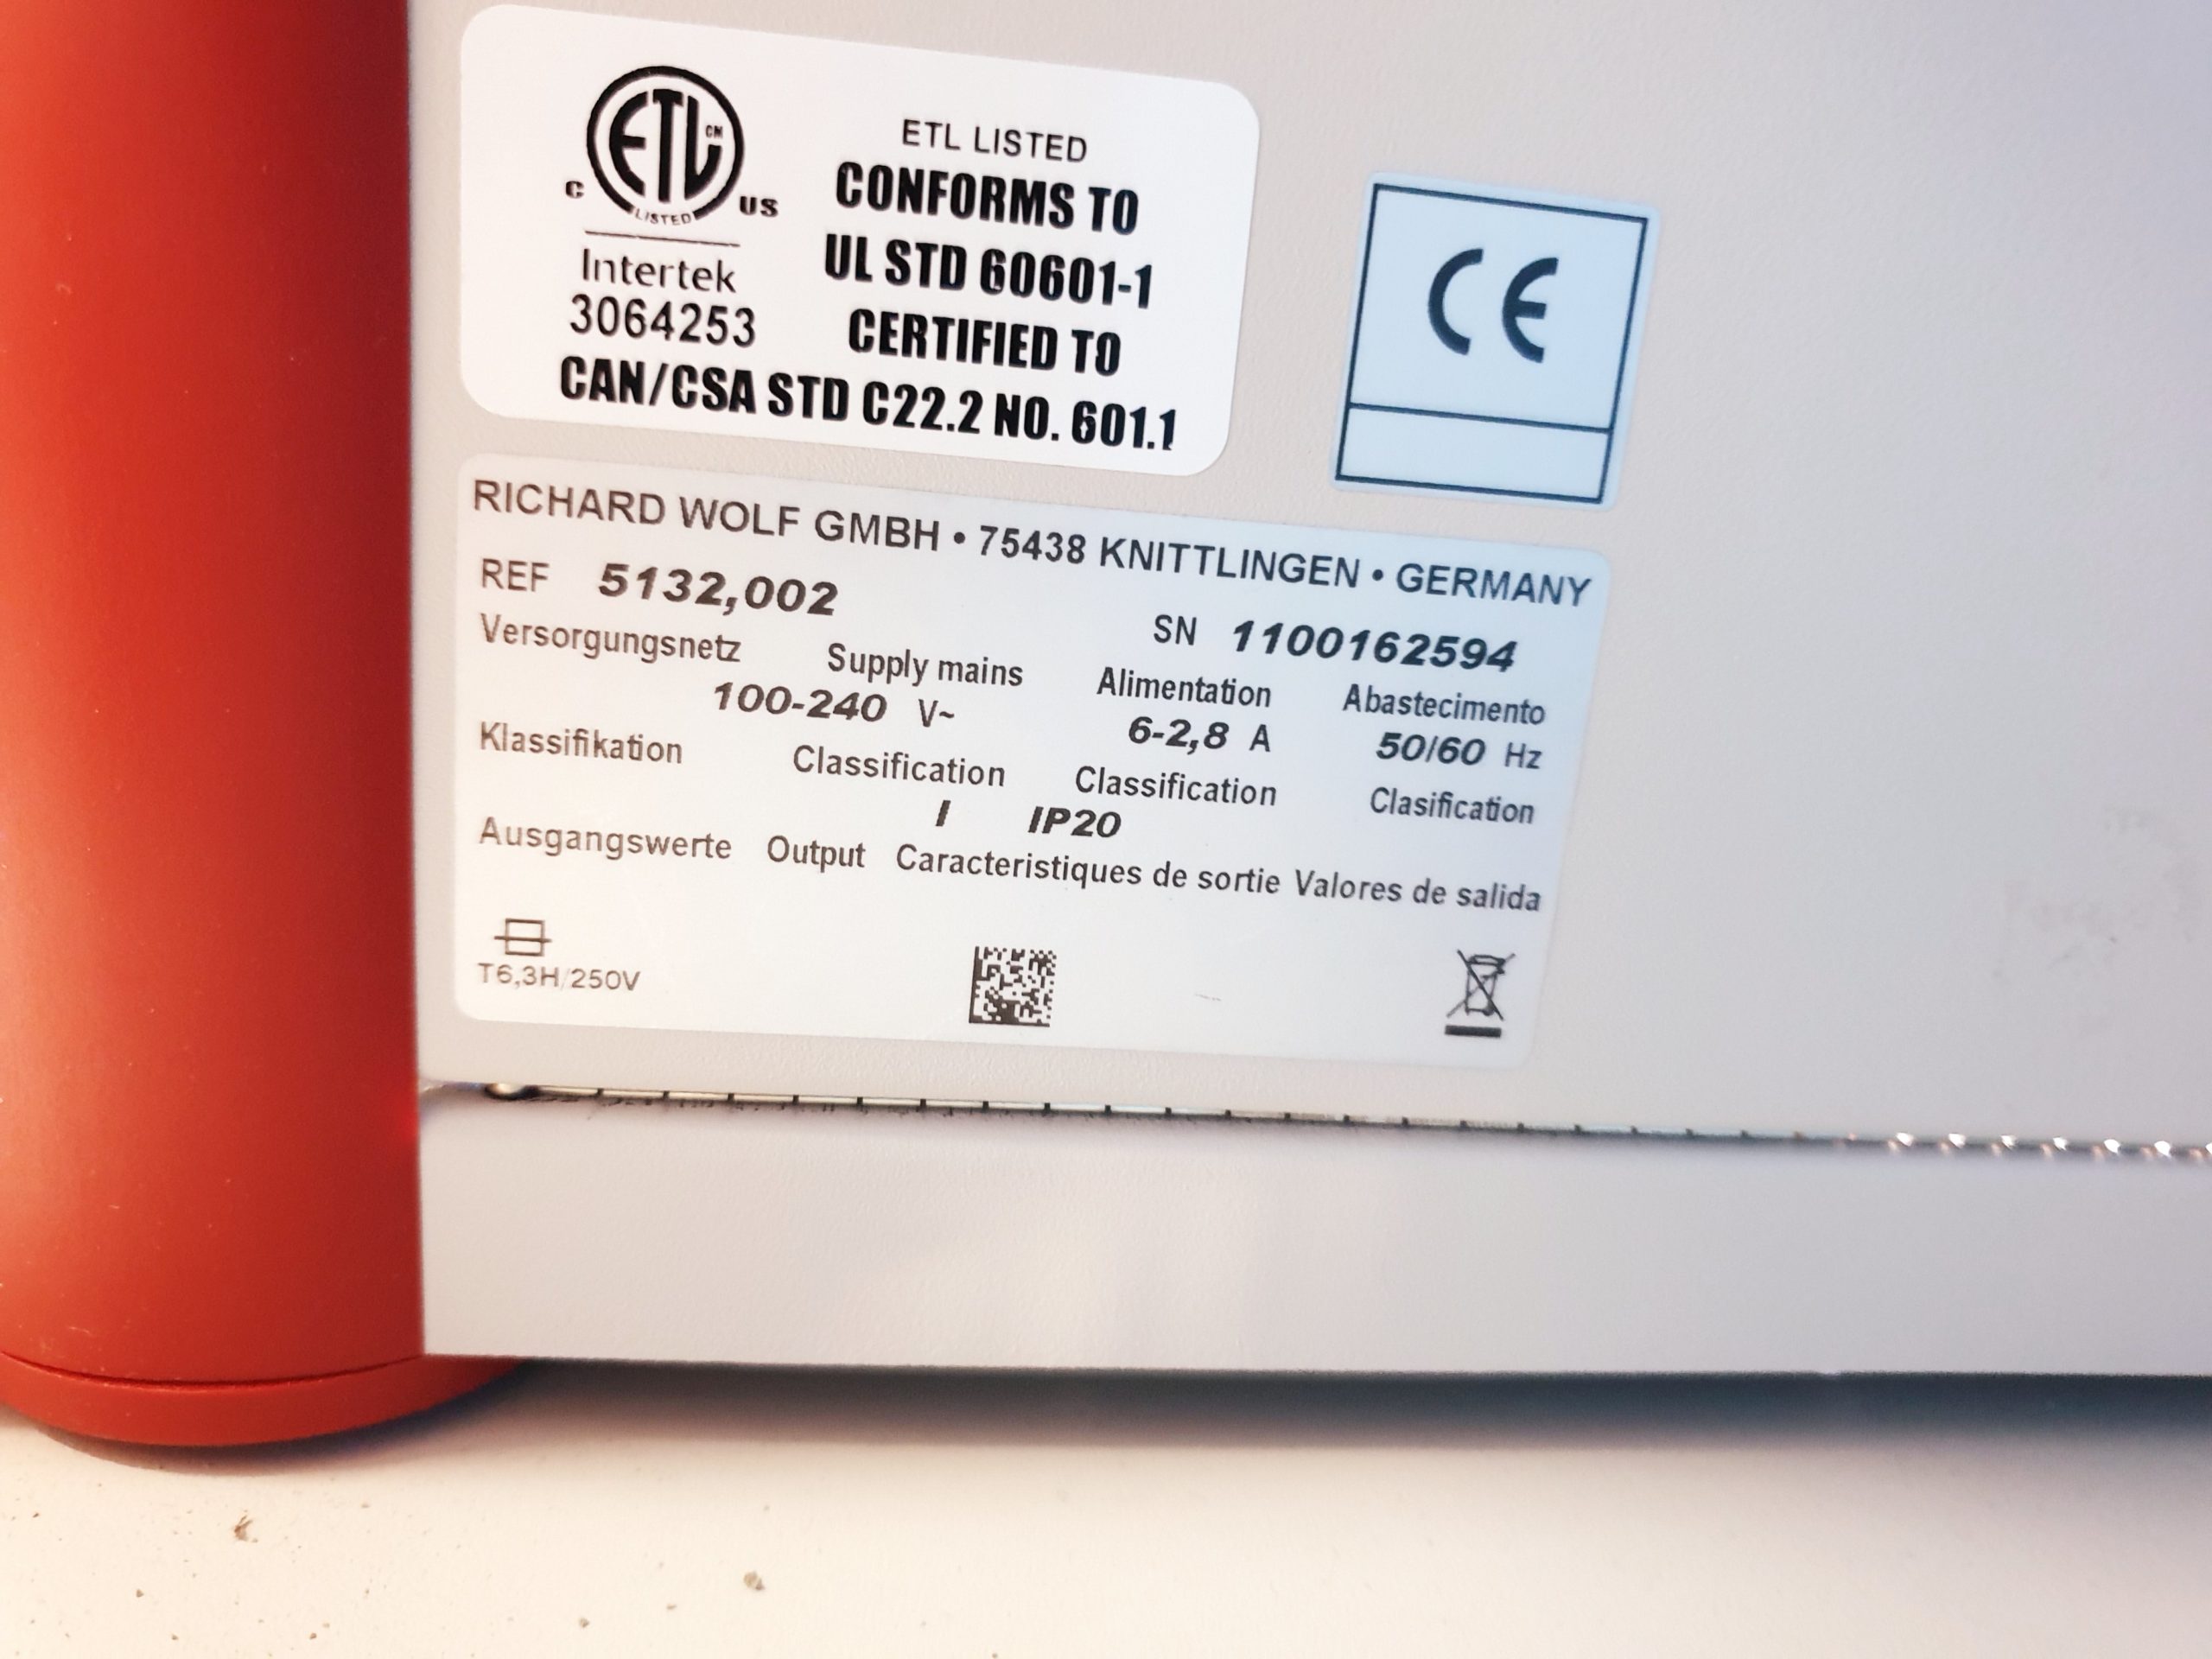 ETL CM
C US
LISTED
Intertek
3064253
ETL LISTED
CONFORMS TO
UL STD 60601-1
CERTIFIED TO
CAN/CSA STD C22.2 NO. 601.1
CE
RICHARD WOLF GMBH • 75438 KNITTLINGEN • GERMANY
REF 5132,002 SN 1100162594
Versorgungsnetz Supply mains Alimentation Abastecimento
100-240 V~ 6-2,8 A 50/60 Hz
Klassifikation Classification Classification Clasification
I IP20
Ausgangswerte Output Caracteristiques de sortie Valores de salida
T6,3H/250V